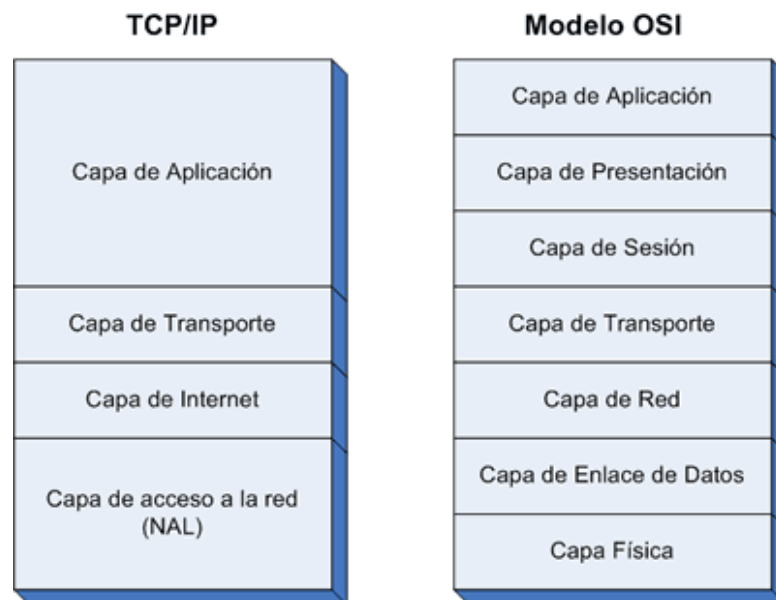 TCP/IP
Capa de Aplicación
Capa de Transporte
Capa de Internet
Capa de acceso a la red
(NAL)
Modelo OSI
Capa de Aplicación
Capa de Presentación
Capa de Sesión
Capa de Transporte
Capa de Red
Capa de Enlace de Datos
Capa Física